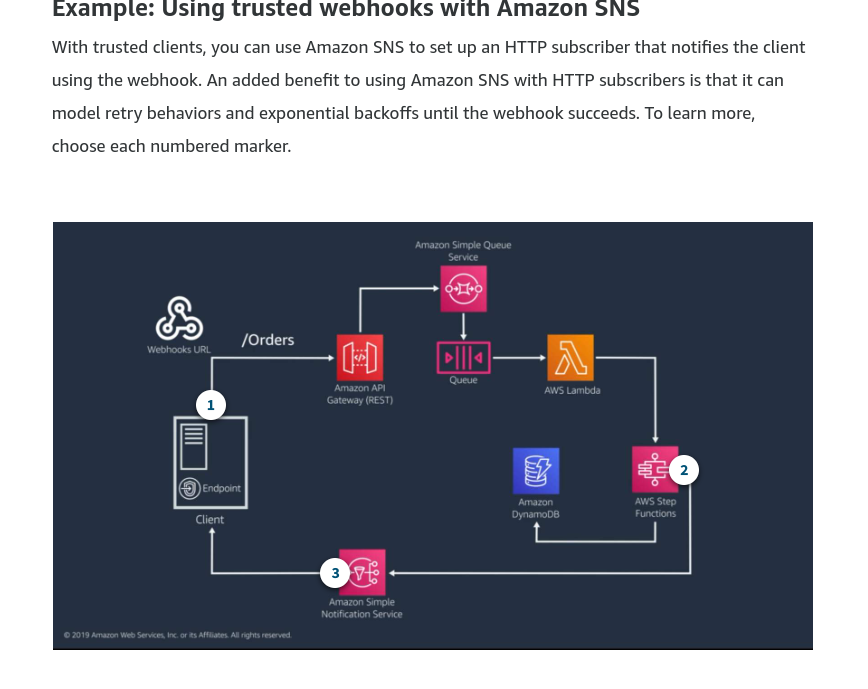 Example: Using trusted webhooks with Amazon SNS
With trusted clients, you can use Amazon SNS to set up an HTTP subscriber that notifies the client
using the webhook. An added benefit to using Amazon SNS with HTTP subscribers is that it can
model retry behaviors and exponential backoffs until the webhook succeeds. To learn more,
choose each numbered marker.
Amazon Simple Queue
Service
Webhooks URL
/Orders
Amazon API
Gateway (REST)
Queue
AWS Lambda
1
Endpoint
Client
Amazon
DynamoDB
2
AWS Step
Functions
3
Amazon Simple
Notification Service
© 2019 Amazon Web Services, Inc. or its Affiliates. All rights reserved.